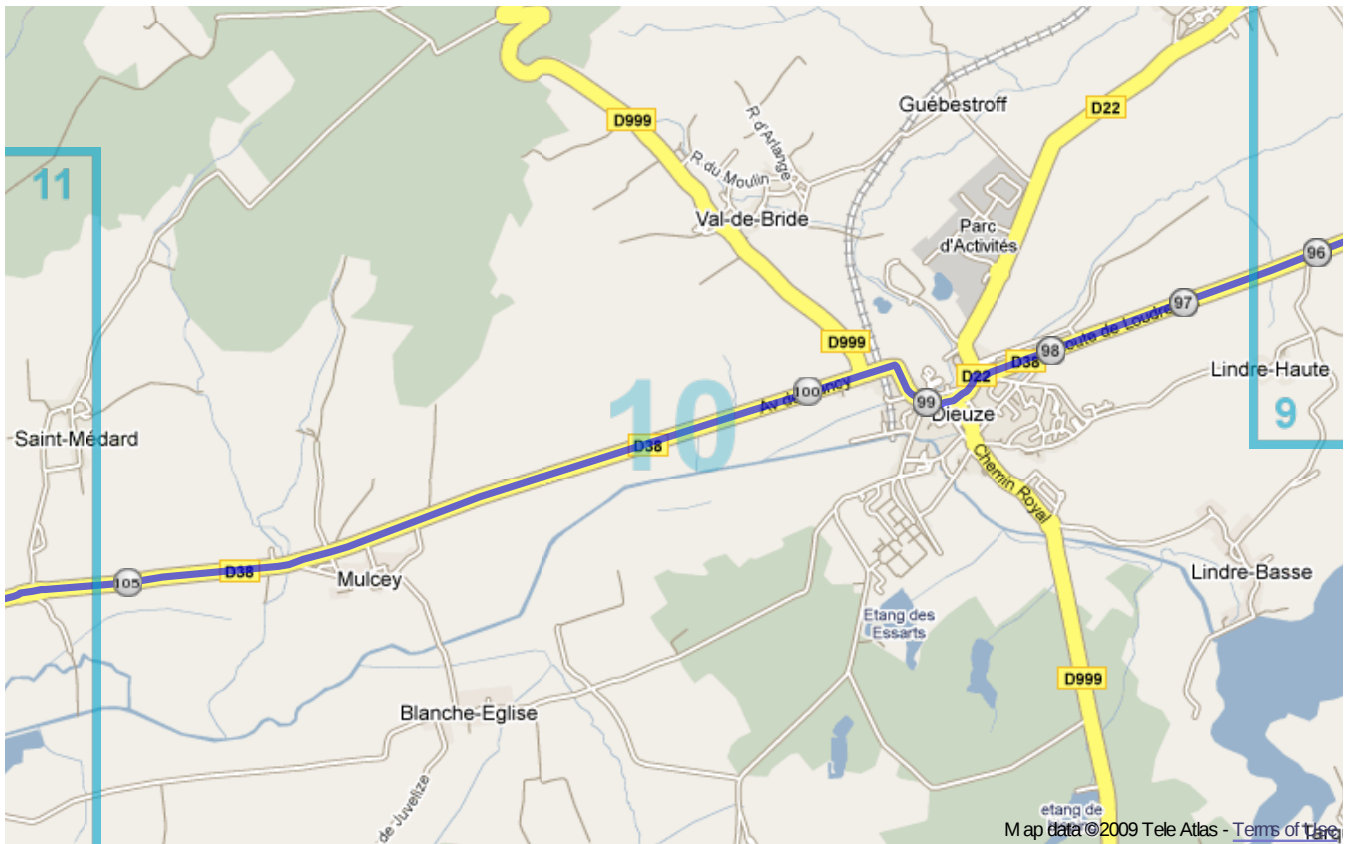 Guébestroff
D22
D999
R d'Arlange
R du Moulin
11
Val-de-Bride
Parc
d'Activités
96
97
D999
98
D38
D22
Lindre-Haute
10
100
99
Dieuze
9
Saint-Médard
D38
Chemin Royal
105
D38
Mulcey
Lindre-Basse
Etang des
Essarts
D999
Blanche-Eglise
de Juvelize
etang de
Map data ©2009 Tele Atlas - Terms of Use